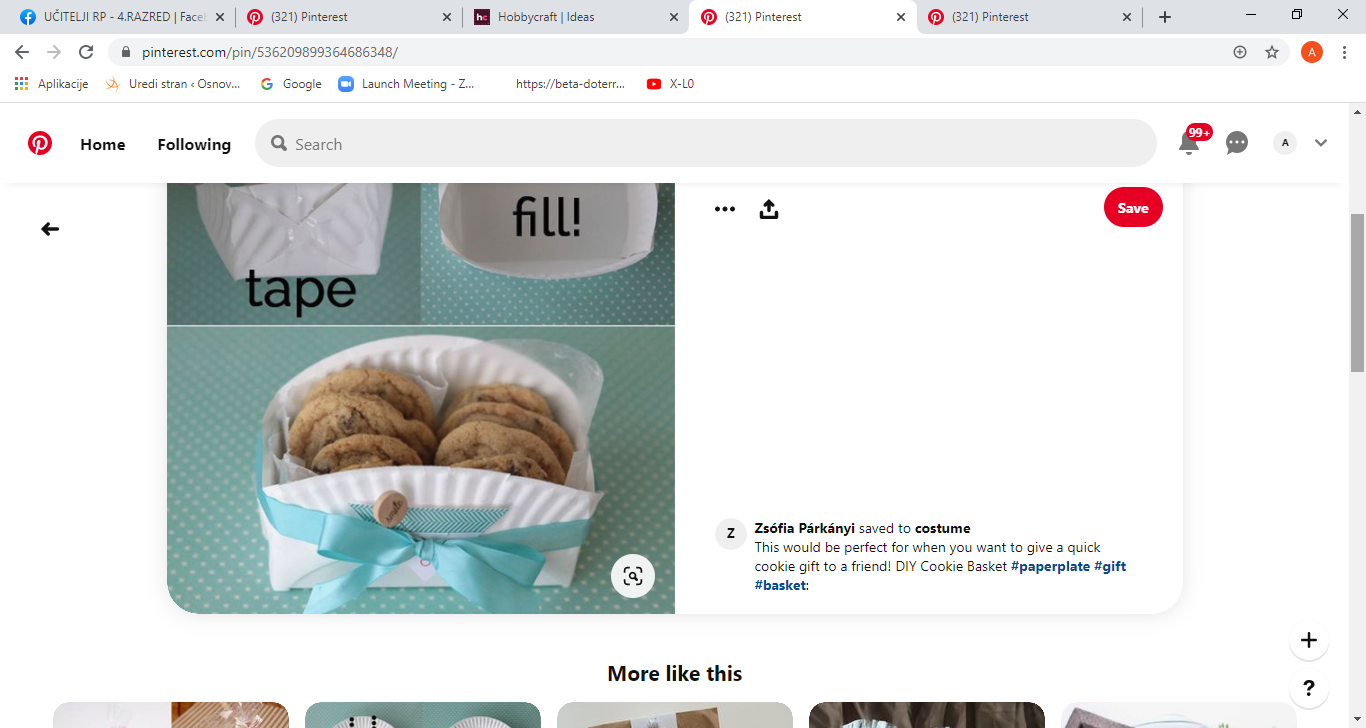 UČITELJI RP - 4.RAZRED | Face
(321) Pinterest
hc
Hobbycraft | Ideas
(321) Pinterest
(321) Pinterest
pinterest.com/pin/536209899364686348/
A
Aplikacije
Uredi stran ‹ Osnov...
Google
Launch Meeting - Z...
https://beta-doterr...
X-L0
Home
Following
Search
99+
A
fill!
tape
Save
Z
Zsófia Párkányi saved to costume
This would be perfect for when you want to give a quick
cookie gift to a friend! DIY Cookie Basket #paperplate #gift
#basket:
More like this
?